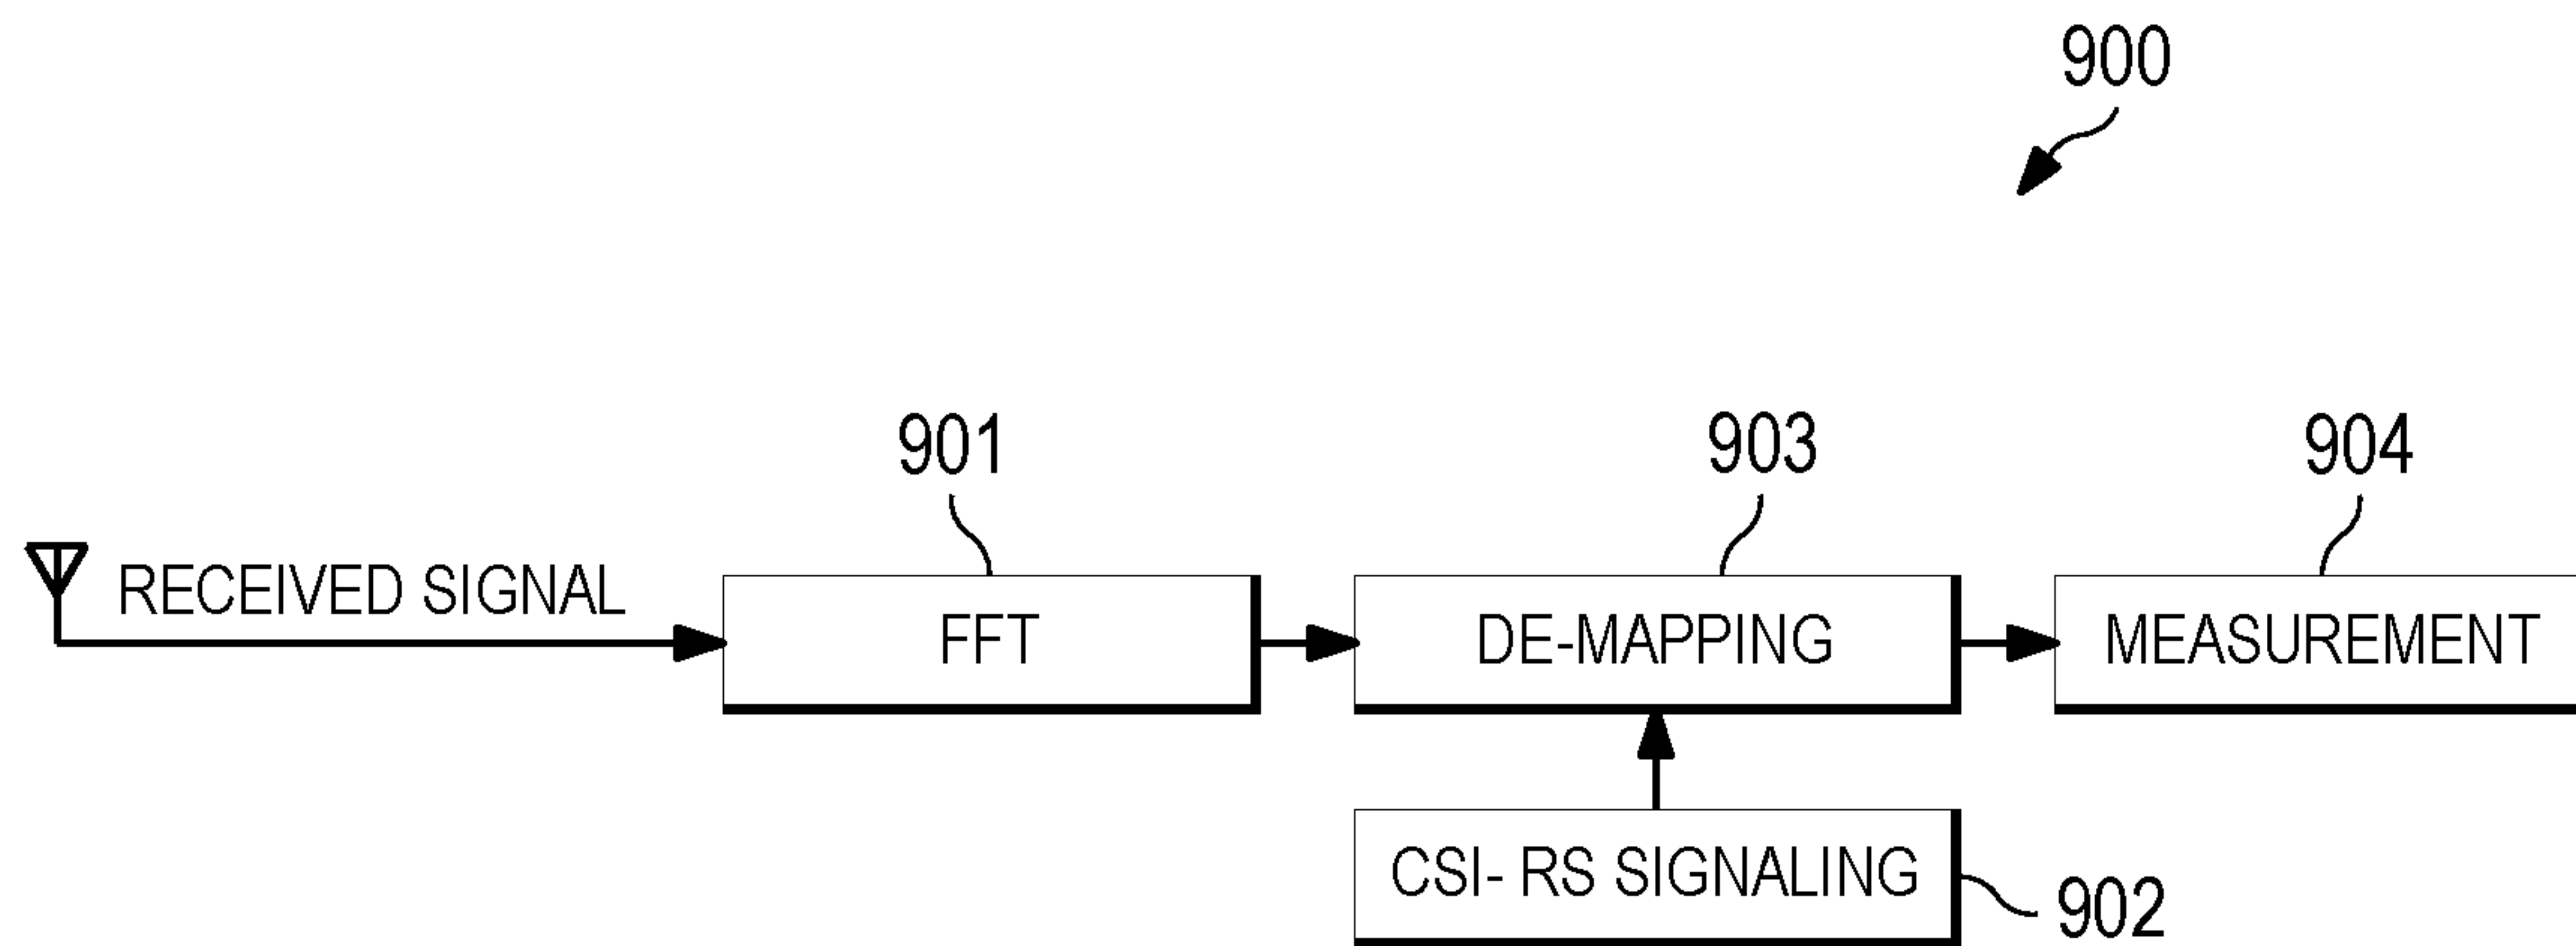 900
901
903
904
RECEIVED SIGNAL
FFT
DE-MAPPING
MEASUREMENT
CSI- RS SIGNALING
902